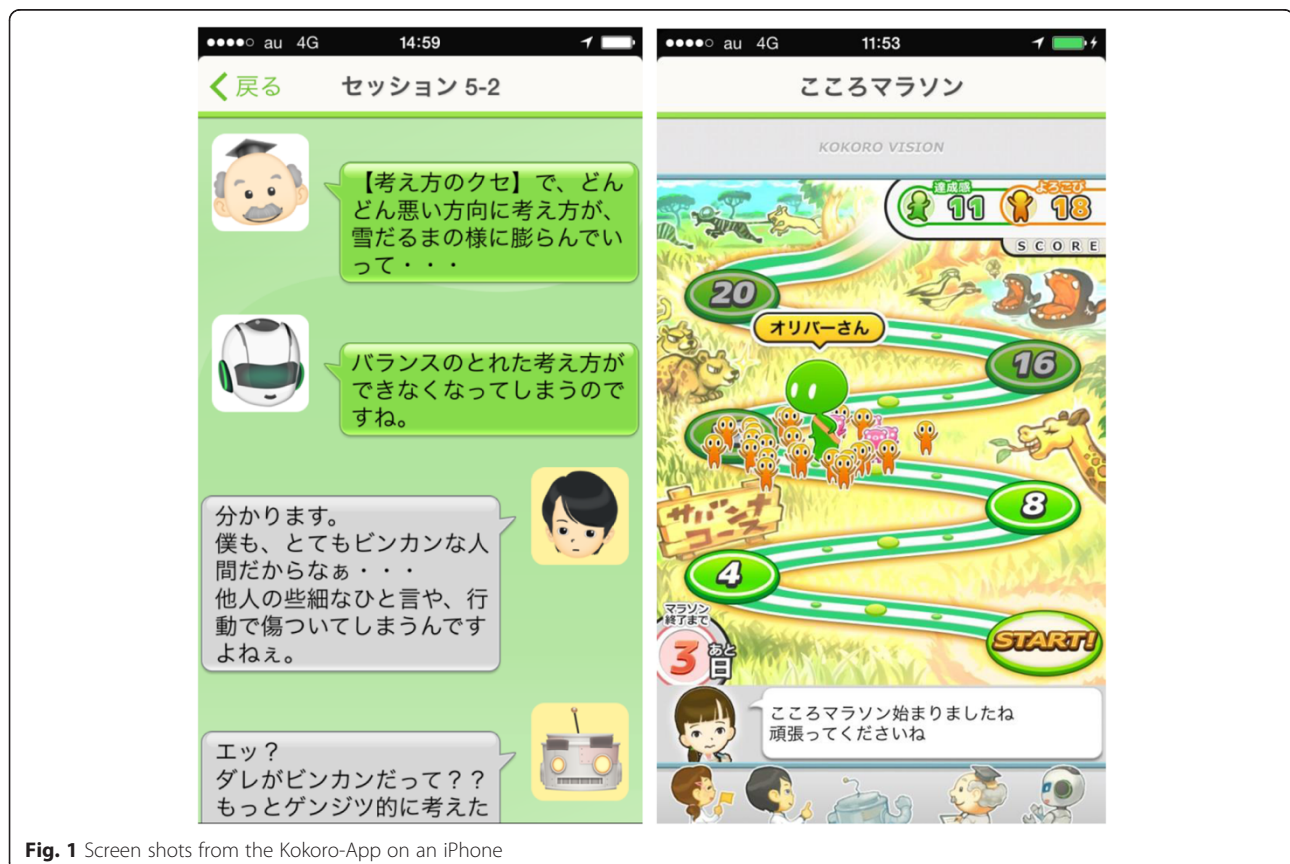 au 4G 14:59
戻る セッション 5-2
【考え方のクセ】で、どん
どん悪い方向に考え方が、
雪だるまの様に膨らんでい
って・・・
バランスのとれた考え方が
できなくなってしまうので
すね。
分かります。
僕も、とてもビンカンな人
間だからなぁ・・・
他人の些細なひと言や、行
動で傷ついてしまうんです
よねぇ。
エッ？
ダレがビンカンだって？？
もっとゲンジツ的に考えた
au 4G 11:53
こころマラソン
KOKORO VISION
達成感 11 よろこび 18
SCORE
20
オリバーさん
16
8
サバンナ
コース
4
マラソン
終了まで
あと
3日
START!
こころマラソン始まりましたね
頑張ってくださいね
Fig. 1 Screen shots from the Kokoro-App on an iPhone